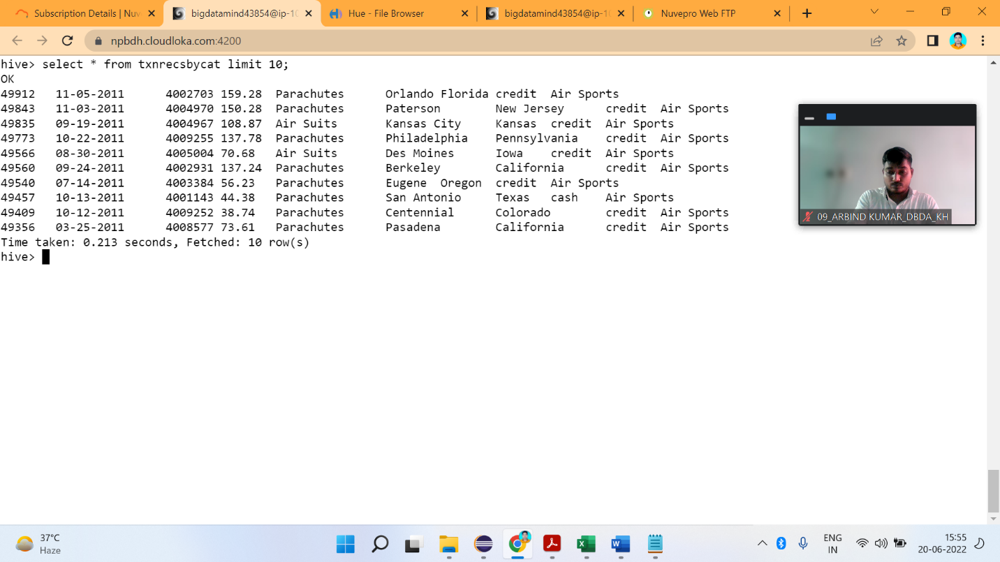 Subscription Details | Nuv
bigdatamind43854@ip-10
Hue - File Browser
bigdatamind43854@ip-10
Nuvepro Web FTP
npbdh.cloudloka.com:4200
hive> select * from txnrecsbycat limit 10;
OK
49912 11-05-2011 4002703 159.28 Parachutes Orlando Florida credit Air Sports
49843 11-03-2011 4004970 150.28 Parachutes Paterson New Jersey credit Air Sports
49835 09-19-2011 4004967 108.87 Air Suits Kansas City Kansas credit Air Sports
49773 10-22-2011 4009255 137.78 Parachutes Philadelphia Pennsylvania credit Air Sports
49566 08-30-2011 4005004 70.68 Air Suits Des Moines Iowa credit Air Sports
49560 09-24-2011 4002931 137.24 Parachutes Berkeley California credit Air Sports
49540 07-14-2011 4003384 56.23 Parachutes Eugene Oregon credit Air Sports
49457 10-13-2011 4001143 44.38 Parachutes San Antonio Texas cash Air Sports
49409 10-12-2011 4009252 38.74 Parachutes Centennial Colorado credit Air Sports
49356 03-25-2011 4008577 73.61 Parachutes Pasadena California credit Air Sports
Time taken: 0.213 seconds, Fetched: 10 row(s)
hive>
09_ARBIND KUMAR_DBDA_KH
37°C
Haze
ENG
IN
15:55
20-06-2022